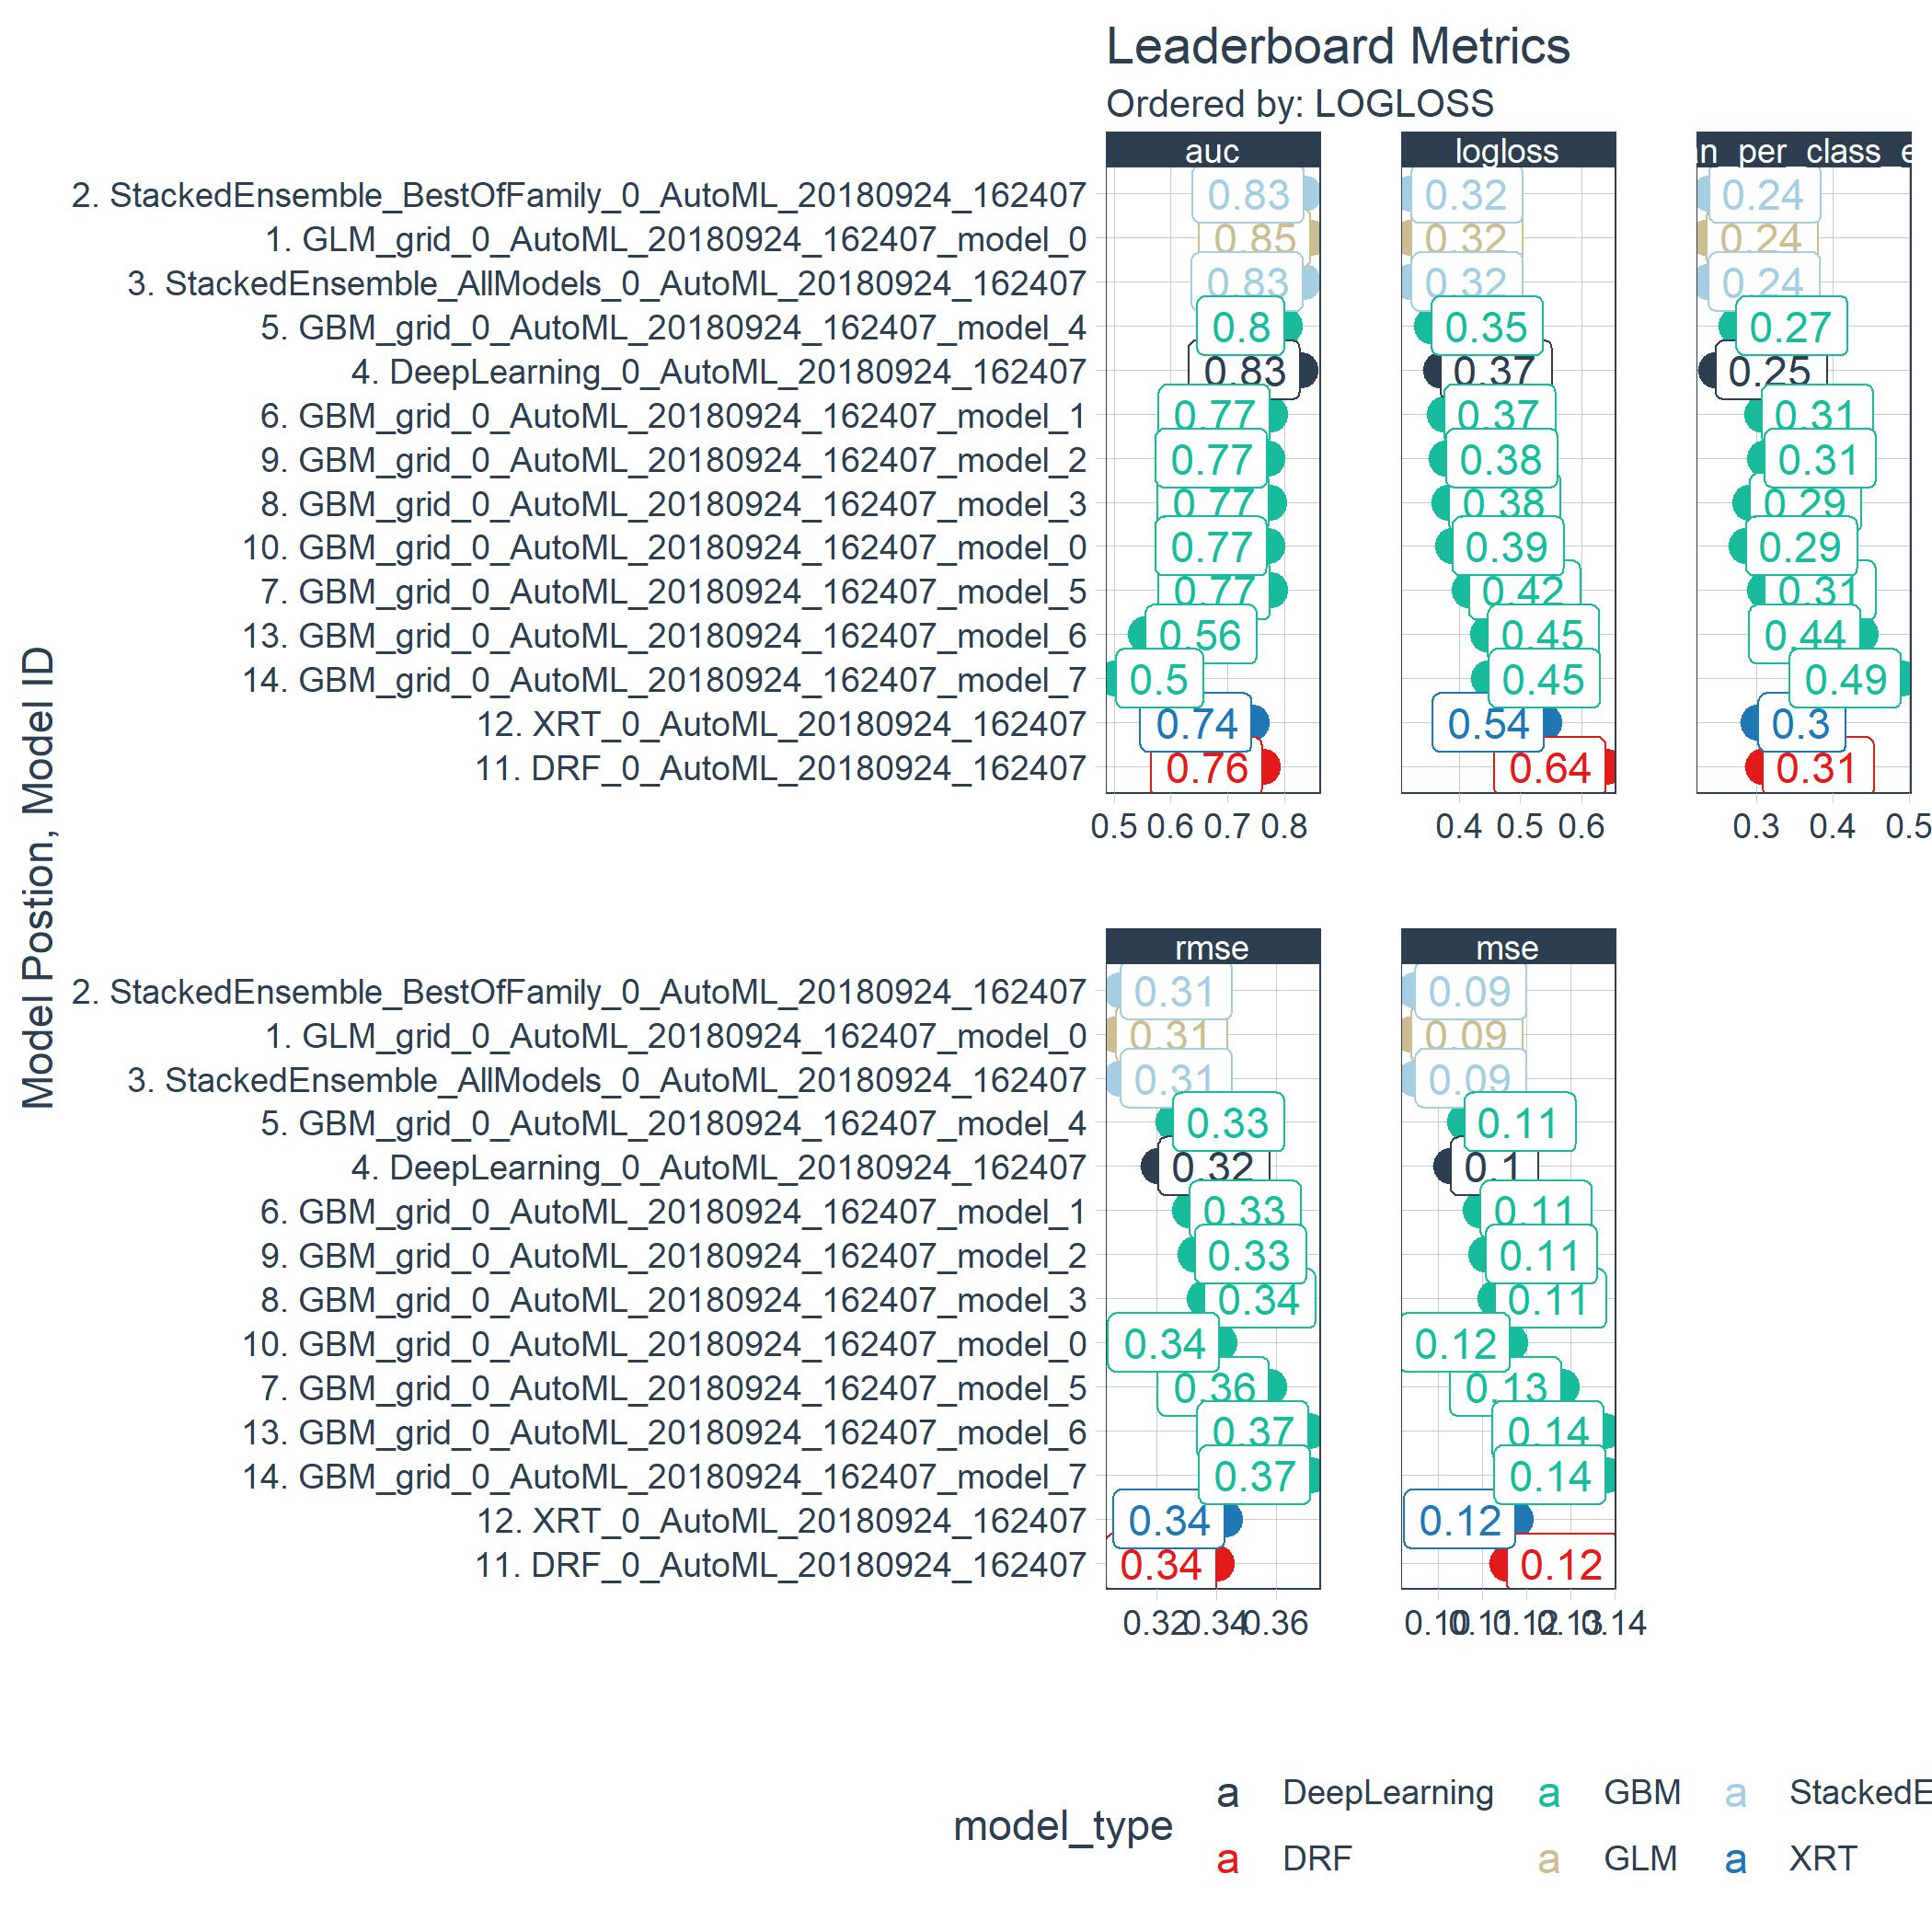 Leaderboard Metrics
Ordered by: LOGLOSS
auc logloss n_per_class_e
2. StackedEnsemble_BestOfFamily_0_AutoML_20180924_162407 0.83 0.32 0.24
1. GLM_grid_0_AutoML_20180924_162407_model_0 0.85 0.32 0.24
3. StackedEnsemble_AllModels_0_AutoML_20180924_162407 0.83 0.32 0.24
5. GBM_grid_0_AutoML_20180924_162407_model_4 0.8 0.35 0.27
4. DeepLearning_0_AutoML_20180924_162407 0.83 0.37 0.25
6. GBM_grid_0_AutoML_20180924_162407_model_1 0.77 0.37 0.31
9. GBM_grid_0_AutoML_20180924_162407_model_2 0.77 0.38 0.31
8. GBM_grid_0_AutoML_20180924_162407_model_3 0.77 0.38 0.29
10. GBM_grid_0_AutoML_20180924_162407_model_0 0.77 0.39 0.29
7. GBM_grid_0_AutoML_20180924_162407_model_5 0.77 0.42 0.31
13. GBM_grid_0_AutoML_20180924_162407_model_6 0.56 0.45 0.44
14. GBM_grid_0_AutoML_20180924_162407_model_7 0.5 0.45 0.49
12. XRT_0_AutoML_20180924_162407 0.74 0.54 0.3
11. DRF_0_AutoML_20180924_162407 0.76 0.64 0.31
0.5 0.6 0.7 0.8 0.4 0.5 0.6 0.3 0.4 0.5
Model Postion, Model ID
rmse mse
2. StackedEnsemble_BestOfFamily_0_AutoML_20180924_162407 0.31 0.09
1. GLM_grid_0_AutoML_20180924_162407_model_0 0.31 0.09
3. StackedEnsemble_AllModels_0_AutoML_20180924_162407 0.31 0.09
5. GBM_grid_0_AutoML_20180924_162407_model_4 0.33 0.11
4. DeepLearning_0_AutoML_20180924_162407 0.32 0.1
6. GBM_grid_0_AutoML_20180924_162407_model_1 0.33 0.11
9. GBM_grid_0_AutoML_20180924_162407_model_2 0.33 0.11
8. GBM_grid_0_AutoML_20180924_162407_model_3 0.34 0.11
10. GBM_grid_0_AutoML_20180924_162407_model_0 0.34 0.12
7. GBM_grid_0_AutoML_20180924_162407_model_5 0.36 0.13
13. GBM_grid_0_AutoML_20180924_162407_model_6 0.37 0.14
14. GBM_grid_0_AutoML_20180924_162407_model_7 0.37 0.14
12. XRT_0_AutoML_20180924_162407 0.34 0.12
11. DRF_0_AutoML_20180924_162407 0.34 0.12
0.32 0.34 0.36 0.10 0.11 0.12 0.13 0.14
model_type
a DeepLearning a GBM a StackedE
a DRF a GLM a XRT